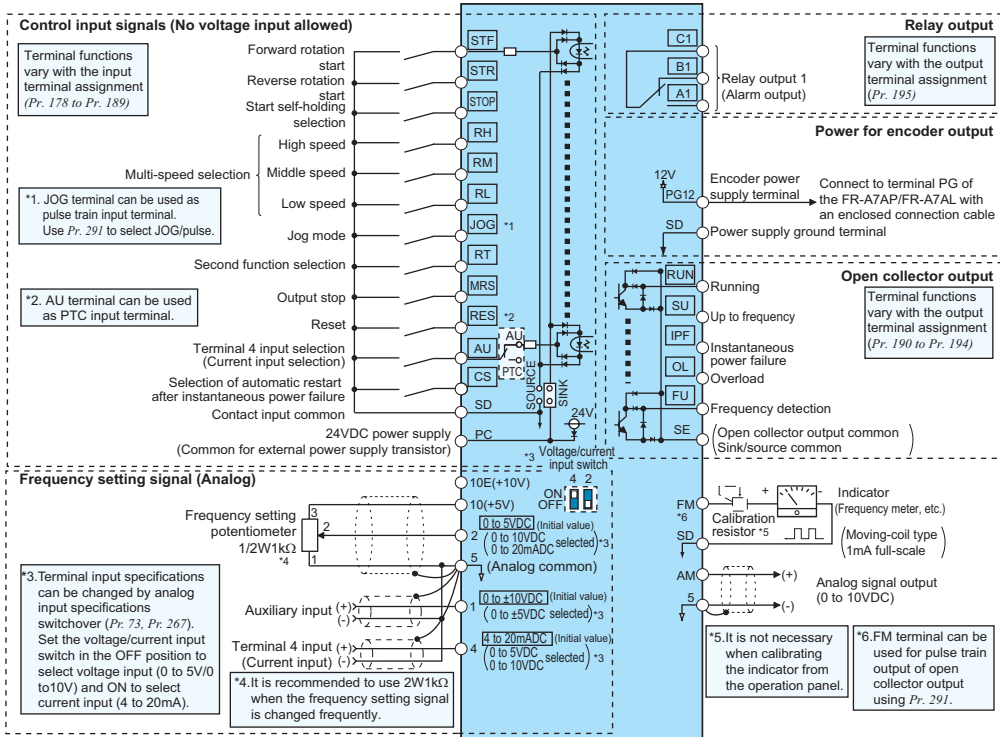 Control input signals (No voltage input allowed)
Terminal functions
vary with the input
terminal assignment
(Pr. 178 to Pr. 189)
Forward rotation
start
Reverse rotation
start
Start self-holding
selection
High speed
Multi-speed selection
Middle speed
Low speed
Jog mode
Second function selection
Output stop
Reset
Terminal 4 input selection
(Current input selection)
Selection of automatic restart
after instantaneous power failure
Contact input common
24VDC power supply
(Common for external power supply transistor)
*1. JOG terminal can be used as
pulse train input terminal.
Use Pr. 291 to select JOG/pulse.
*2. AU terminal can be used
as PTC input terminal.
STF
STR
STOP
RH
RM
RL
JOG *1
RT
MRS
RES *2
AU
CS
SD
PC
AU
PTC
SOURCE
SINK
24V
*3 Voltage/current
input switch
4 2
ON
OFF
Frequency setting signal (Analog)
10E(+10V)
10(+5V)
Frequency setting
potentiometer
1/2W1kΩ
*4
3
2
1
2
0 to 5VDC (Initial value)
0 to 10VDC
0 to 20mADC selected *3
5
(Analog common)
*3.Terminal input specifications
can be changed by analog
input specifications
switchover (Pr. 73, Pr. 267).
Set the voltage/current input
switch in the OFF position to
select voltage input (0 to 5V/0
to10V) and ON to select
current input (4 to 20mA).
Auxiliary input (+)
(-)
1
0 to ±10VDC (Initial value)
(0 to ±5VDC selected) *3
Terminal 4 input (+)
(Current input) (-)
4
4 to 20mADC (Initial value)
0 to 5VDC
0 to 10VDC selected *3
*4.It is recommended to use 2W1kΩ
when the frequency setting signal
is changed frequently.
Relay output
Terminal functions
vary with the output
terminal assignment
(Pr. 195)
C1
B1
A1
Relay output 1
(Alarm output)
Power for encoder output
12V
PG12
Encoder power
supply terminal
Connect to terminal PG of
the FR-A7AP/FR-A7AL with
an enclosed connection cable
SD
Power supply ground terminal
Open collector output
Terminal functions
vary with the output
terminal assignment
(Pr. 190 to Pr. 194)
RUN
Running
SU
Up to frequency
IPF
Instantaneous
power failure
OL
Overload
FU
Frequency detection
SE
(Open collector output common
Sink/source common)
FM
*6
+
-
Indicator
(Frequency meter, etc.)
Calibration
resistor *5
SD
(Moving-coil type
1mA full-scale)
AM
(+)
Analog signal output
(0 to 10VDC)
5
(-)
*5.It is not necessary
when calibrating
the indicator from
the operation panel.
*6.FM terminal can be
used for pulse train
output of open
collector output
using Pr. 291.